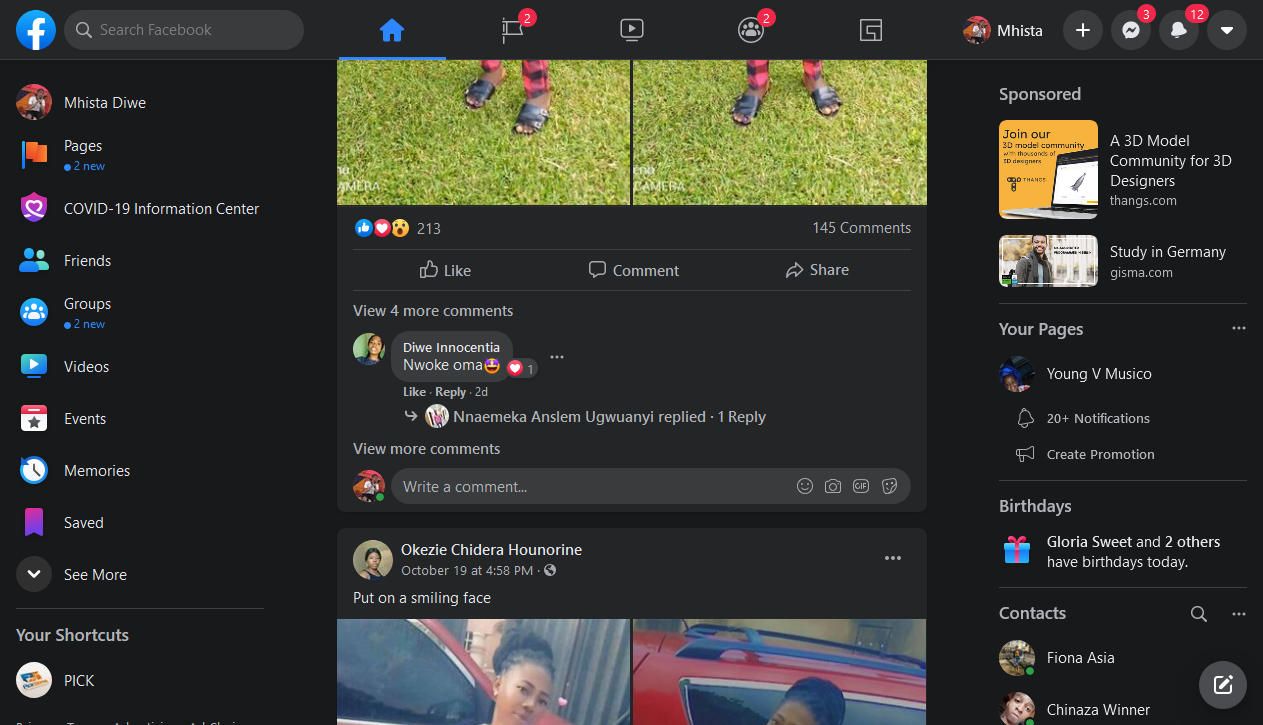 Search Facebook
2
2
Mhista
3
12
Mhista Diwe
Pages
2 new
COVID-19 Information Center
Friends
Groups
2 new
Videos
Events
Memories
Saved
See More
Your Shortcuts
PICK
CAMERA
CAMERA
213
145 Comments
Like
Comment
Share
View 4 more comments
Diwe Innocentia
Nwoke oma🤩
1
Like · Reply · 2d
Nnaemeka Anslem Ugwuanyi replied · 1 Reply
View more comments
Write a comment...
GIF
Okezie Chidera Hounorine
October 19 at 4:58 PM ·
Put on a smiling face
Sponsored
Join our
3D model community
with thousands of
3D designers
THANGS
A 3D Model
Community for 3D
Designers
thangs.com
Study in Germany
gisma.com
Your Pages
Young V Musico
20+ Notifications
Create Promotion
Birthdays
Gloria Sweet and 2 others
have birthdays today.
Contacts
Fiona Asia
Chinaza Winner